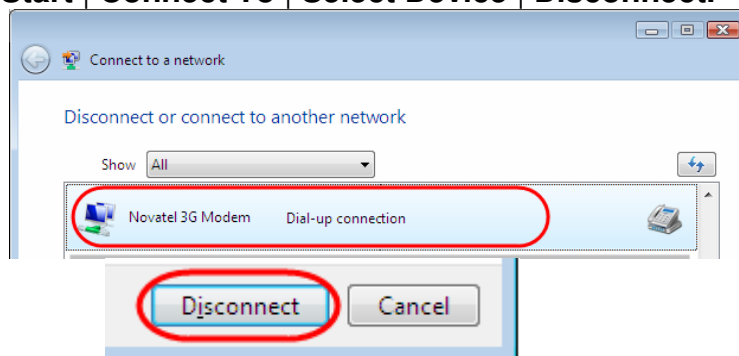 Start | Connect To | Select Device | Disconnect.
Connect to a network
Disconnect or connect to another network
Show All
Novatel 3G Modem Dial-up connection
Disconnect Cancel